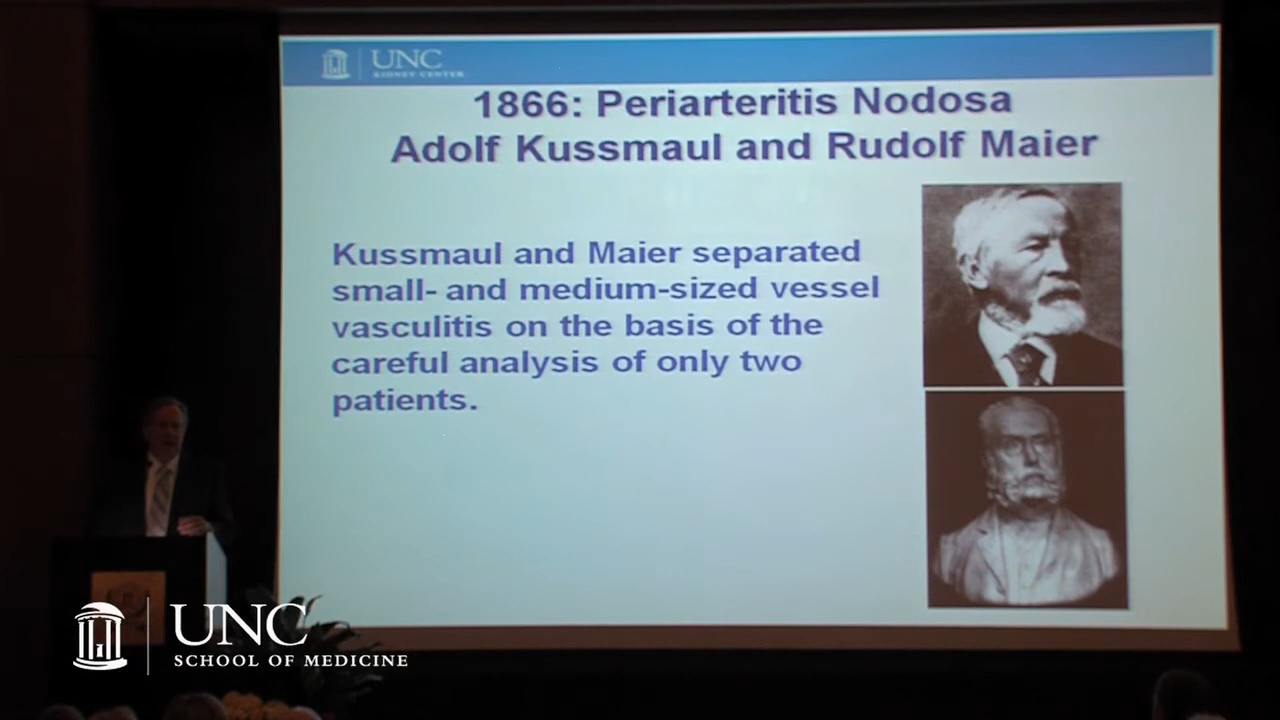 UNC
KIDNEY CENTER
1866: Periarteritis Nodosa
Adolf Kussmaul and Rudolf Maier
Kussmaul and Maier separated
small- and medium-sized vessel
vasculitis on the basis of the
careful analysis of only two
patients.
UNC
SCHOOL OF MEDICINE